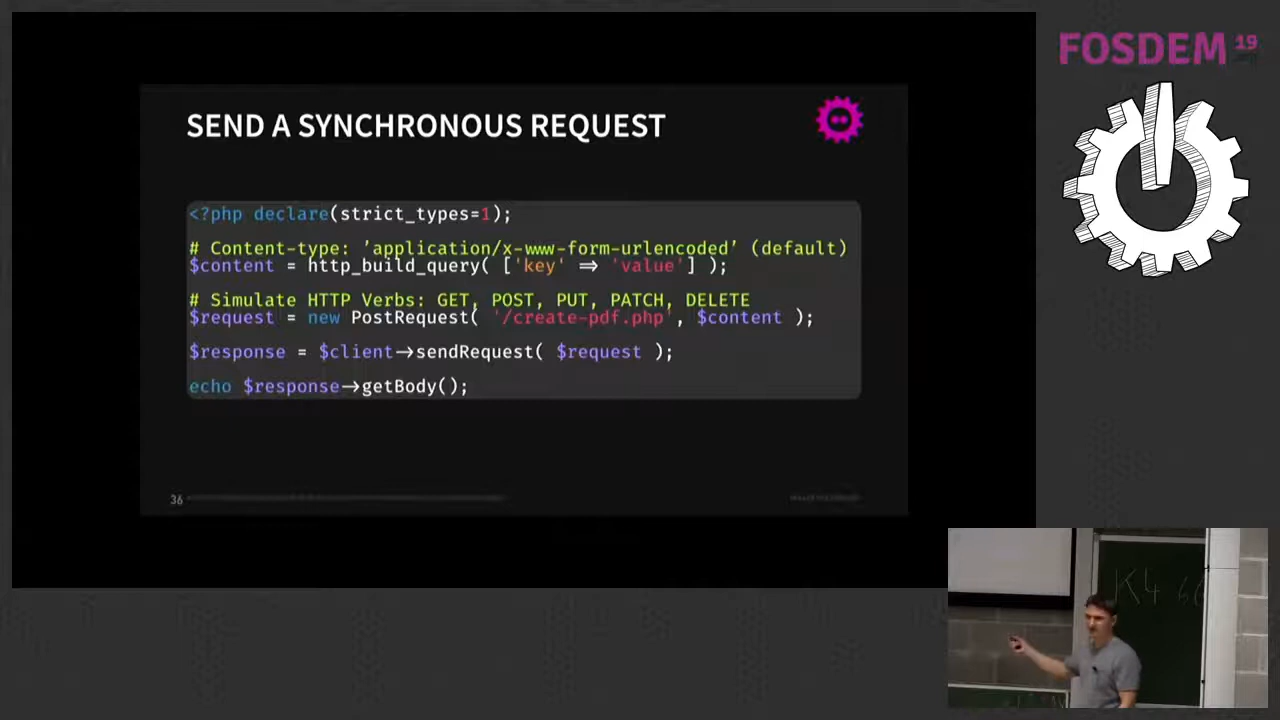 FOSDEM 19
SEND A SYNCHRONOUS REQUEST
<?php declare(strict_types=1);
# Content-type: 'application/x-www-form-urlencoded' (default)
$content = http_build_query( ['key' => 'value'] );
# Simulate HTTP Verbs: GET, POST, PUT, PATCH, DELETE
$request = new PostRequest( '/create-pdf.php', $content );
$response = $client->sendRequest( $request );
echo $response->getBody();
36
K4